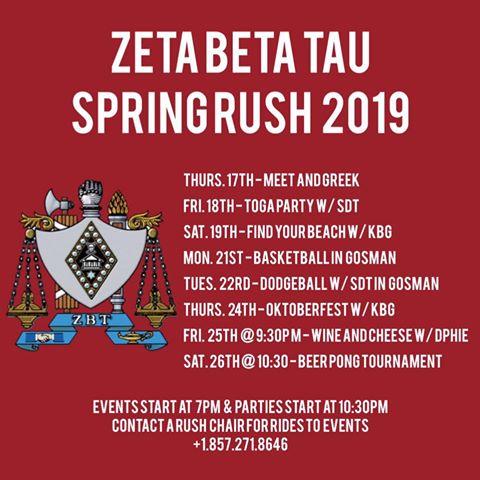 ZETA BETA TAU
SPRING RUSH 2019
THURS. 17TH - MEET AND GREEK
FRI. 18TH - TOGA PARTY W/ SDT
SAT. 19TH - FIND YOUR BEACH W/ KBG
MON. 21ST - BASKETBALL IN GOSMAN
TUES. 22RD - DODGEBALL W/ SDT IN GOSMAN
THURS. 24TH - OKTOBERFEST W/ KBG
FRI. 25TH @ 9:30PM - WINE AND CHEESE W/ DPHIE
SAT. 26TH @ 10:30 - BEER PONG TOURNAMENT
ZBT
EVENTS START AT 7PM & PARTIES START AT 10:30PM
CONTACT A RUSH CHAIR FOR RIDES TO EVENTS
+1.857.271.8646